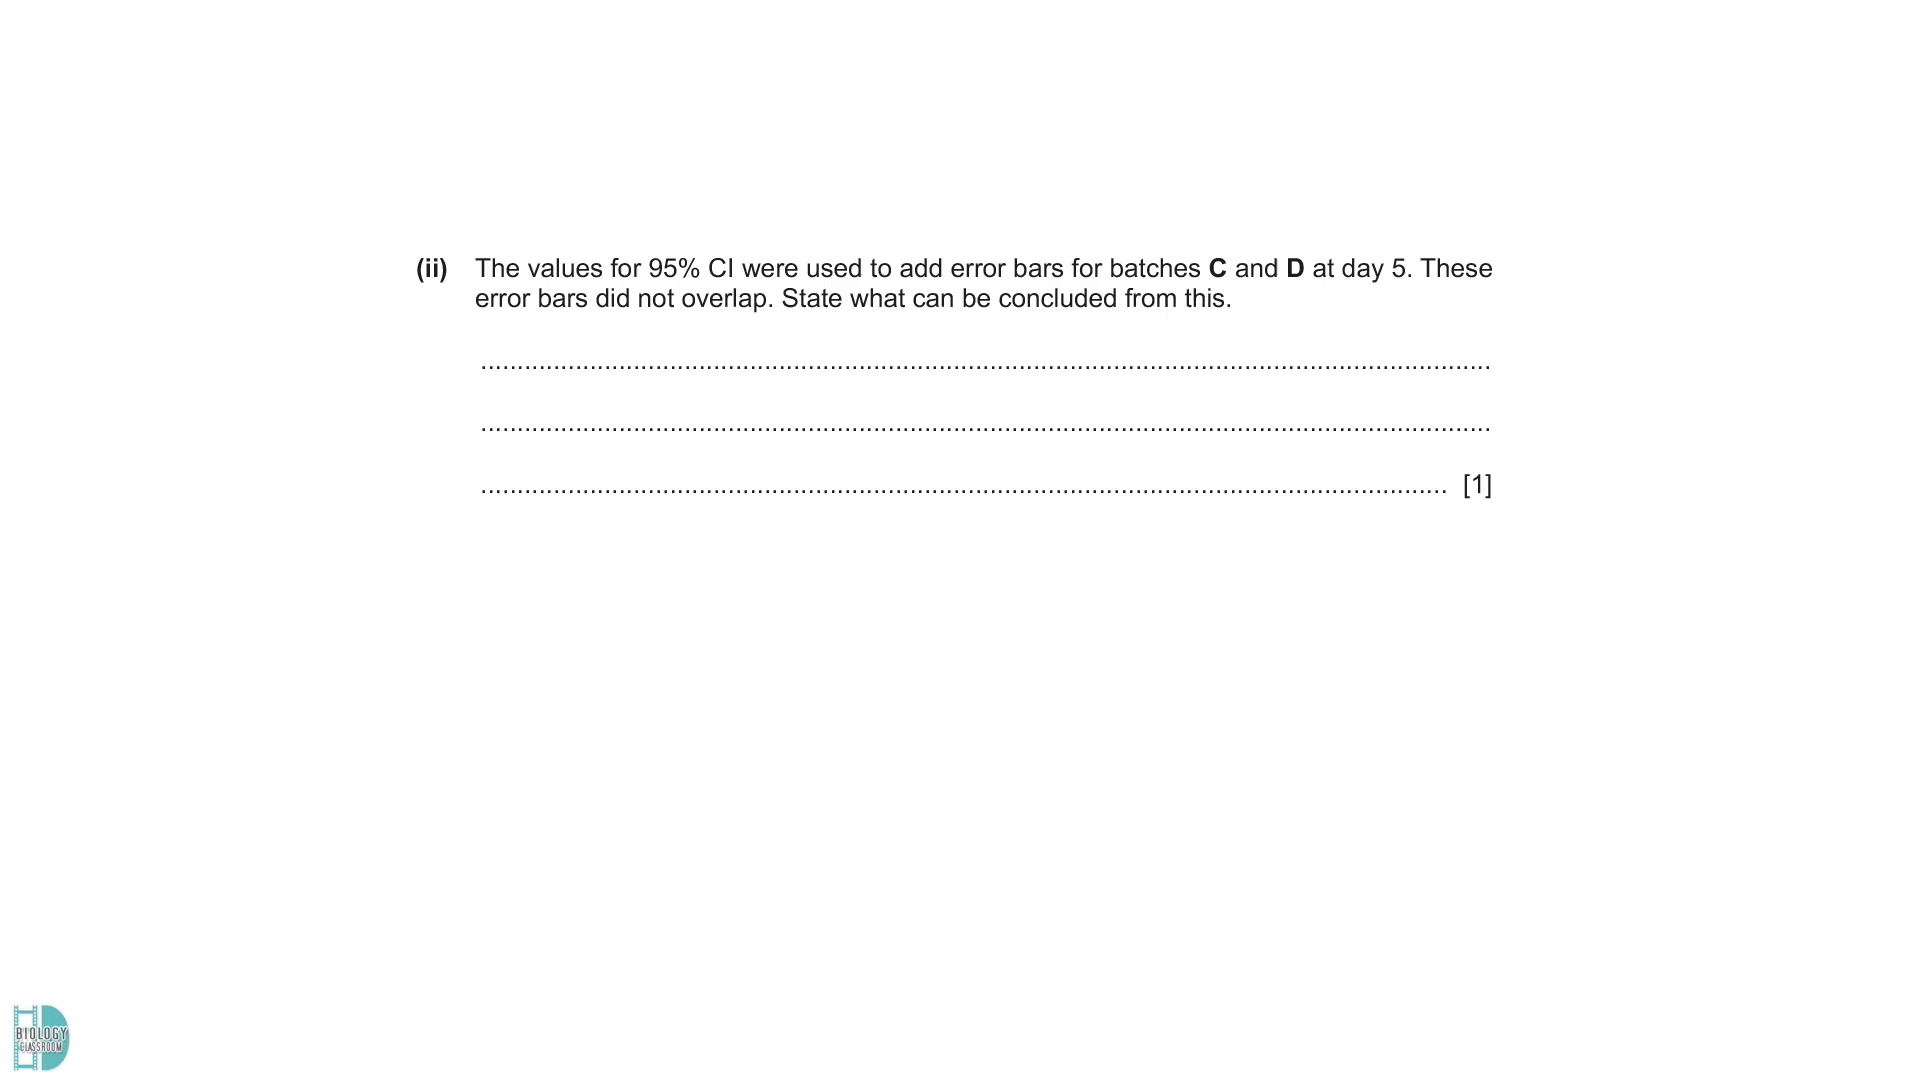 (ii) The values for 95% CI were used to add error bars for batches C and D at day 5. These
error bars did not overlap. State what can be concluded from this.
..........................................................................................................................................
..........................................................................................................................................
.................................................................................................................................... [1]
BIOLOGY
CLASSROOM